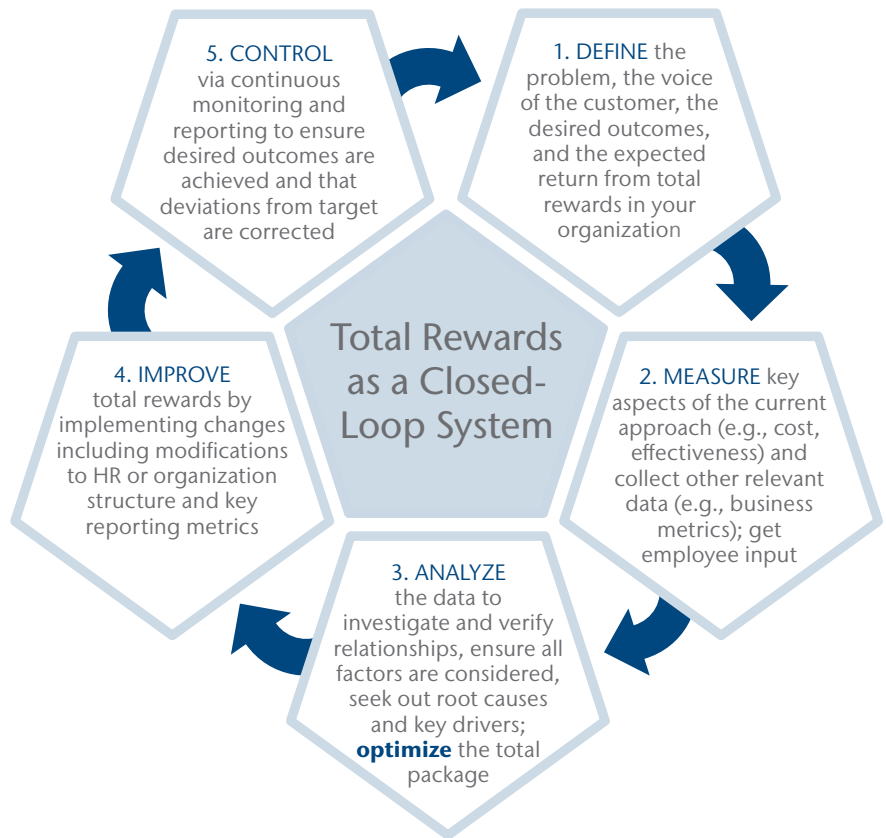 Total Rewards
as a Closed-
Loop System
1. DEFINE the
problem, the voice
of the customer, the
desired outcomes,
and the expected
return from total
rewards in your
organization
2. MEASURE key
aspects of the current
approach (e.g., cost,
effectiveness) and
collect other relevant
data (e.g., business
metrics); get
employee input
3. ANALYZE
the data to
investigate and verify
relationships, ensure all
factors are considered,
seek out root causes
and key drivers;
optimize the total
package
4. IMPROVE
total rewards by
implementing changes
including modifications
to HR or organization
structure and key
reporting metrics
5. CONTROL
via continuous
monitoring and
reporting to ensure
desired outcomes are
achieved and that
deviations from target
are corrected